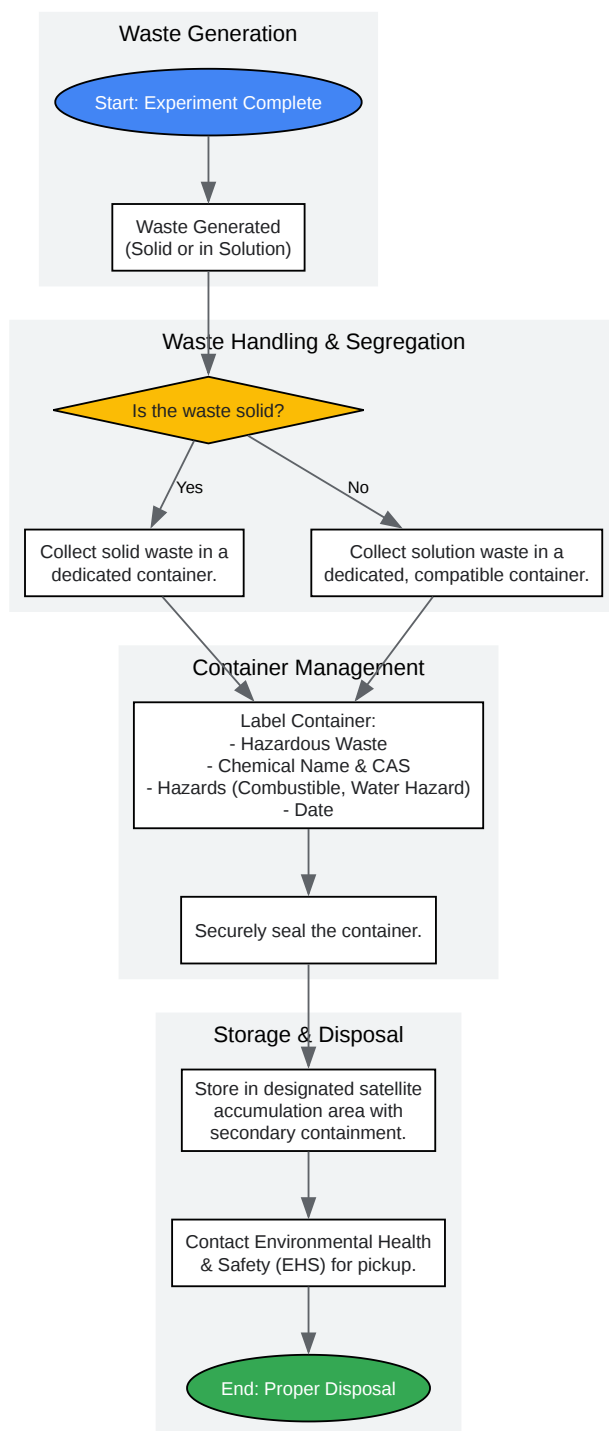 Waste Generation
Start: Experiment Complete
Waste Generated
(Solid or in Solution)
Waste Handling & Segregation
Is the waste solid?
Yes
No
Collect solid waste in a
dedicated container.
Collect solution waste in a
dedicated, compatible container.
Container Management
Label Container:
- Hazardous Waste
- Chemical Name & CAS
- Hazards (Combustible, Water Hazard)
- Date
Securely seal the container.
Storage & Disposal
Store in designated satellite
accumulation area with
secondary containment.
Contact Environmental Health
& Safety (EHS) for pickup.
End: Proper Disposal